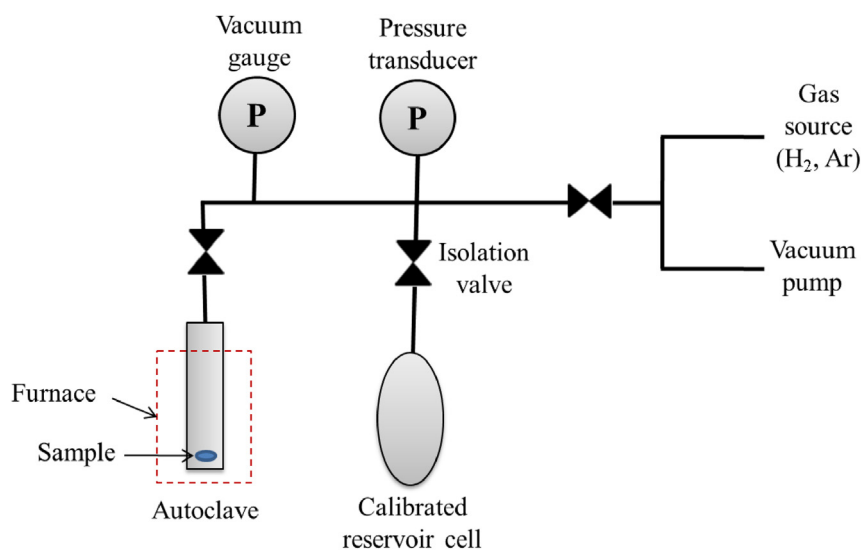 Vacuum
gauge
Pressure
transducer
P
P
Gas
source
(H₂, Ar)
Isolation
valve
Vacuum
pump
Furnace
Sample
Autoclave
Calibrated
reservoir cell